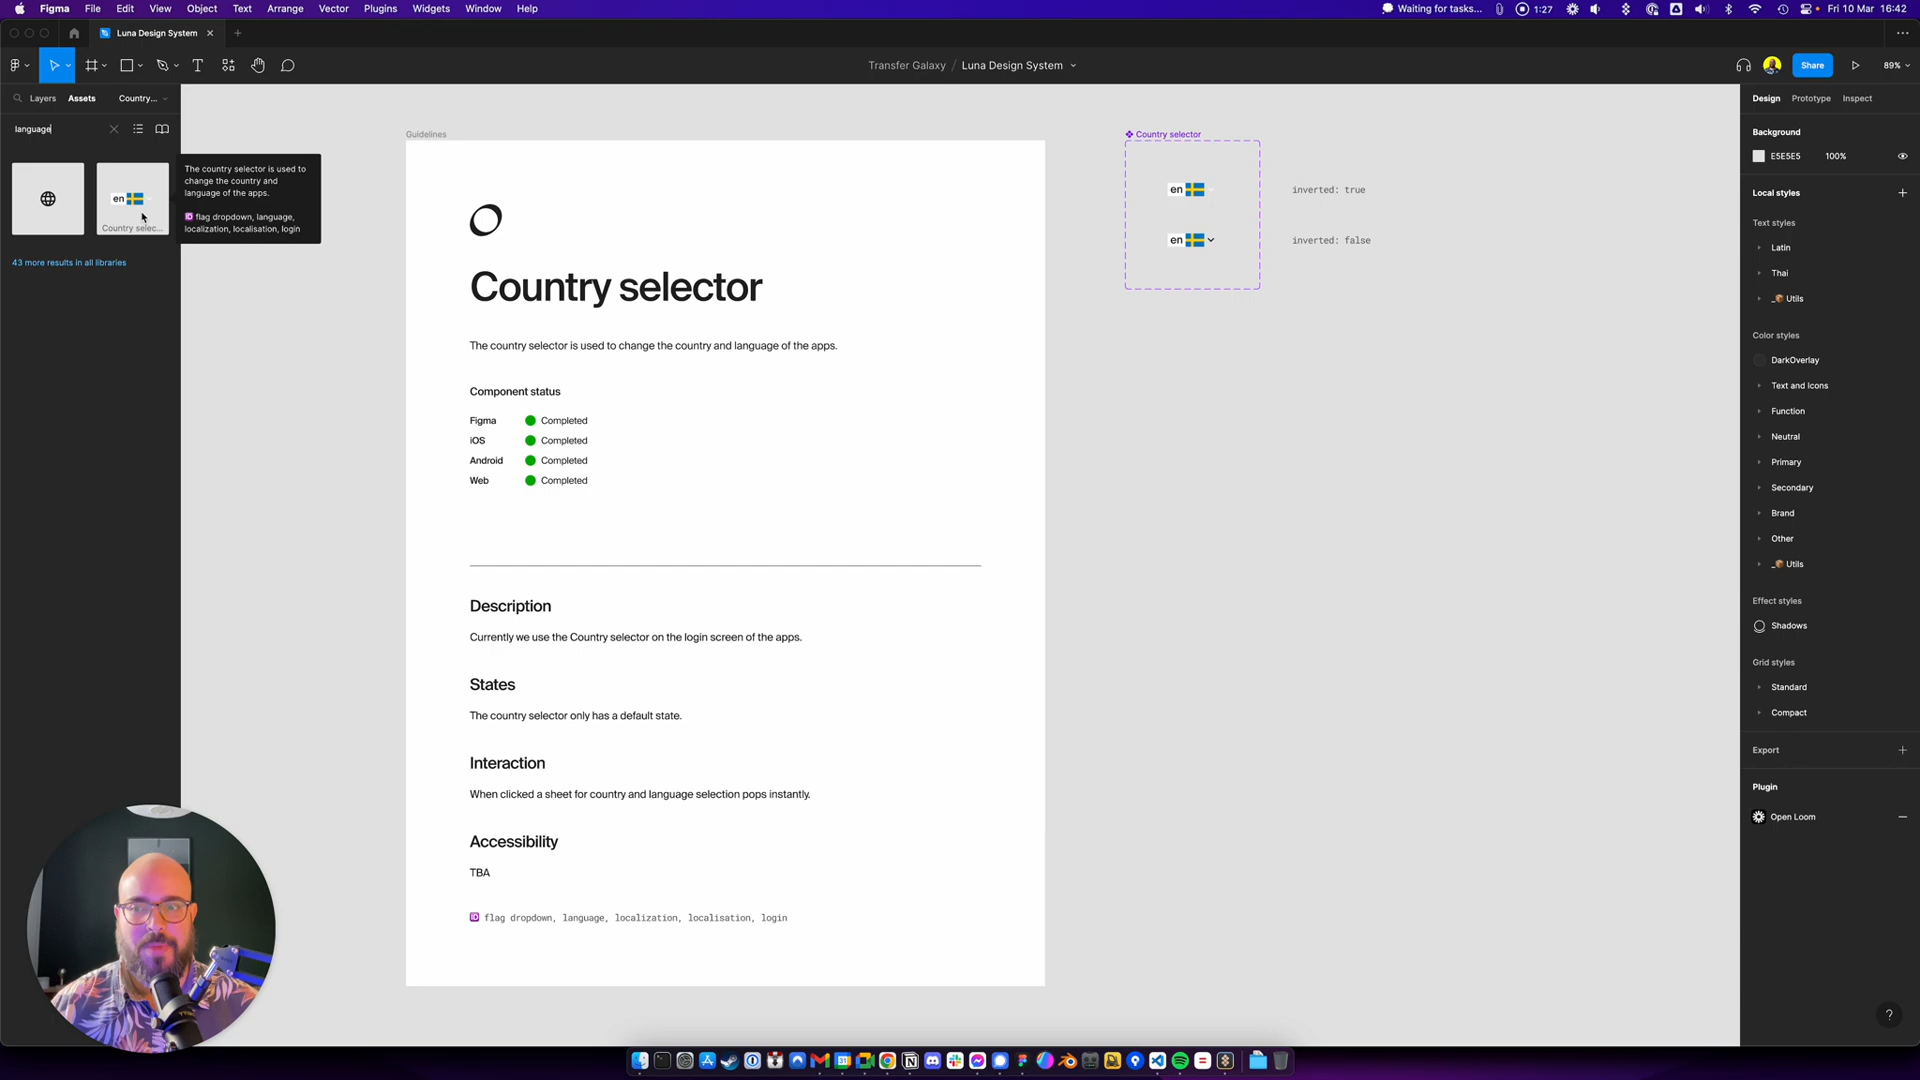 Figma File Edit View Object Text Arrange Vector Plugins Widgets Window Help
Waiting for tasks... 1:27 Fri 10 Mar 16:42
Luna Design System
Transfer Galaxy / Luna Design System
Share
89%
Layers Assets Country...
language
en
Country selec...
The country selector is used to
change the country and
language of the apps.
flag dropdown, language,
localization, localisation, login
43 more results in all libraries
Guidelines
Country selector
The country selector is used to change the country and language of the apps.
Component status
Figma Completed
iOS Completed
Android Completed
Web Completed
Description
Currently we use the Country selector on the login screen of the apps.
States
The country selector only has a default state.
Interaction
When clicked a sheet for country and language selection pops instantly.
Accessibility
TBA
flag dropdown, language, localization, localisation, login
Country selector
en inverted: true
en inverted: false
Design Prototype Inspect
Background
E5E5E5 100%
Local styles
Text styles
Latin
Thai
_📦 Utils
Color styles
DarkOverlay
Text and Icons
Function
Neutral
Primary
Secondary
Brand
Other
_📦 Utils
Effect styles
Shadows
Grid styles
Standard
Compact
Export
Plugin
Open Loom
?